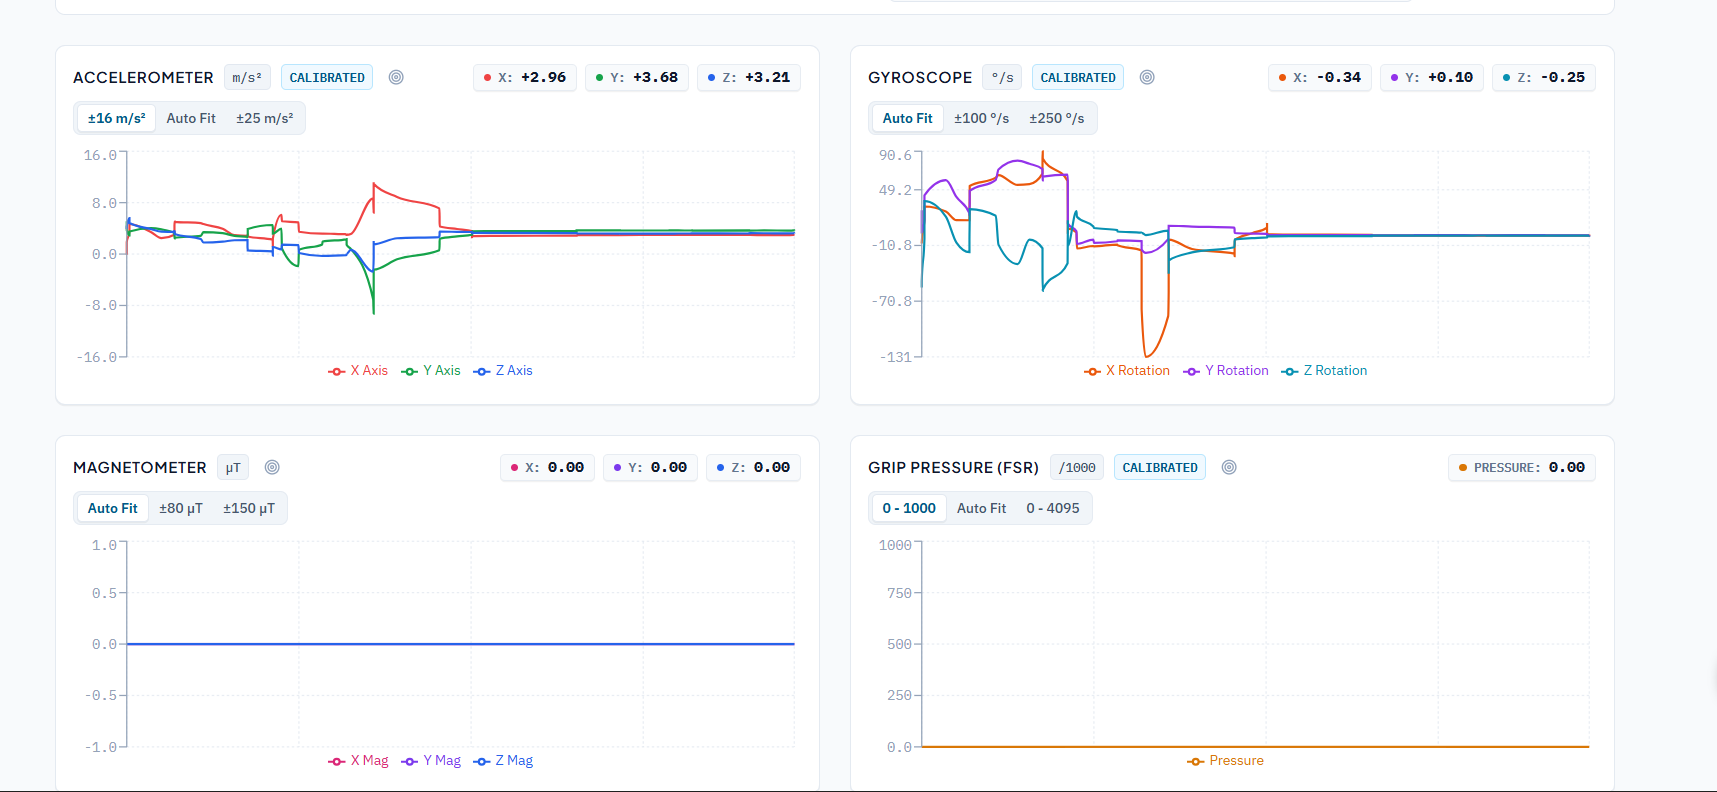 ACCELEROMETER m/s² CALIBRATED X: +2.96 Y: +3.68 Z: +3.21
±16 m/s² Auto Fit ±25 m/s²
16.0
8.0
0.0
-8.0
-16.0
X Axis Y Axis Z Axis
GYROSCOPE °/s CALIBRATED X: -0.34 Y: +0.10 Z: -0.25
Auto Fit ±100 °/s ±250 °/s
90.6
49.2
-10.8
-70.8
-131
X Rotation Y Rotation Z Rotation
MAGNETOMETER µT X: 0.00 Y: 0.00 Z: 0.00
Auto Fit ±80 µT ±150 µT
1.0
0.5
0.0
-0.5
-1.0
X Mag Y Mag Z Mag
GRIP PRESSURE (FSR) /1000 CALIBRATED PRESSURE: 0.00
0 - 1000 Auto Fit 0 - 4095
1000
750
500
250
0.0
Pressure